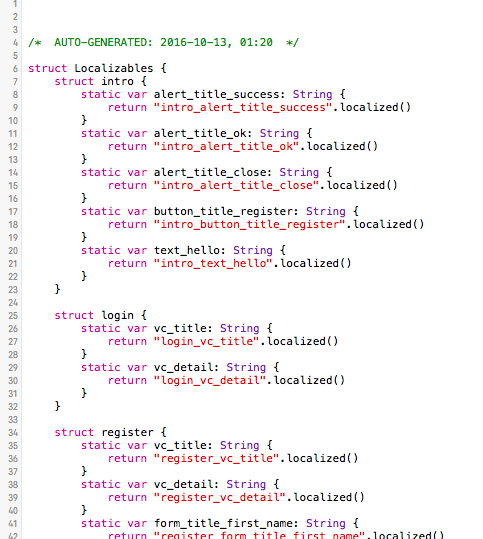 1
2
3
4 /*  AUTO-GENERATED: 2016-10-13, 01:20  */
5
6 struct Localizables {
7     struct intro {
8         static var alert_title_success: String {
9             return "intro_alert_title_success".localized()
10         }
11         static var alert_title_ok: String {
12             return "intro_alert_title_ok".localized()
13         }
14         static var alert_title_close: String {
15             return "intro_alert_title_close".localized()
16         }
17         static var button_title_register: String {
18             return "intro_button_title_register".localized()
19         }
20         static var text_hello: String {
21             return "intro_text_hello".localized()
22         }
23     }
24
25     struct login {
26         static var vc_title: String {
27             return "login_vc_title".localized()
28         }
29         static var vc_detail: String {
30             return "login_vc_detail".localized()
31         }
32     }
33
34     struct register {
35         static var vc_title: String {
36             return "register_vc_title".localized()
37         }
38         static var vc_detail: String {
39             return "register_vc_detail".localized()
40         }
41         static var form_title_first_name: String {
42             return "register_form_title_first_name".localized()